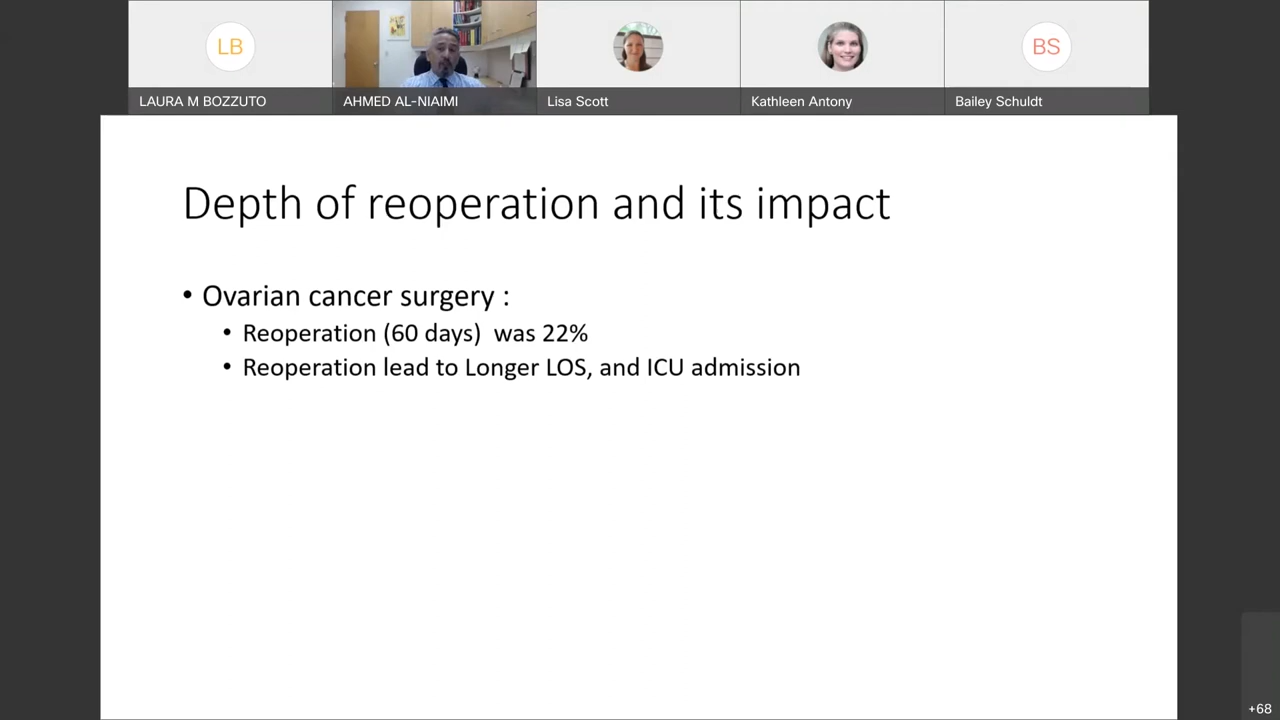 LB
BS
LAURA M BOZZUTO
AHMED AL-NIAIMI
Lisa Scott
Kathleen Antony
Bailey Schuldt
Depth of reoperation and its impact
• Ovarian cancer surgery :
• Reoperation (60 days)  was 22%
• Reoperation lead to Longer LOS, and ICU admission
+68